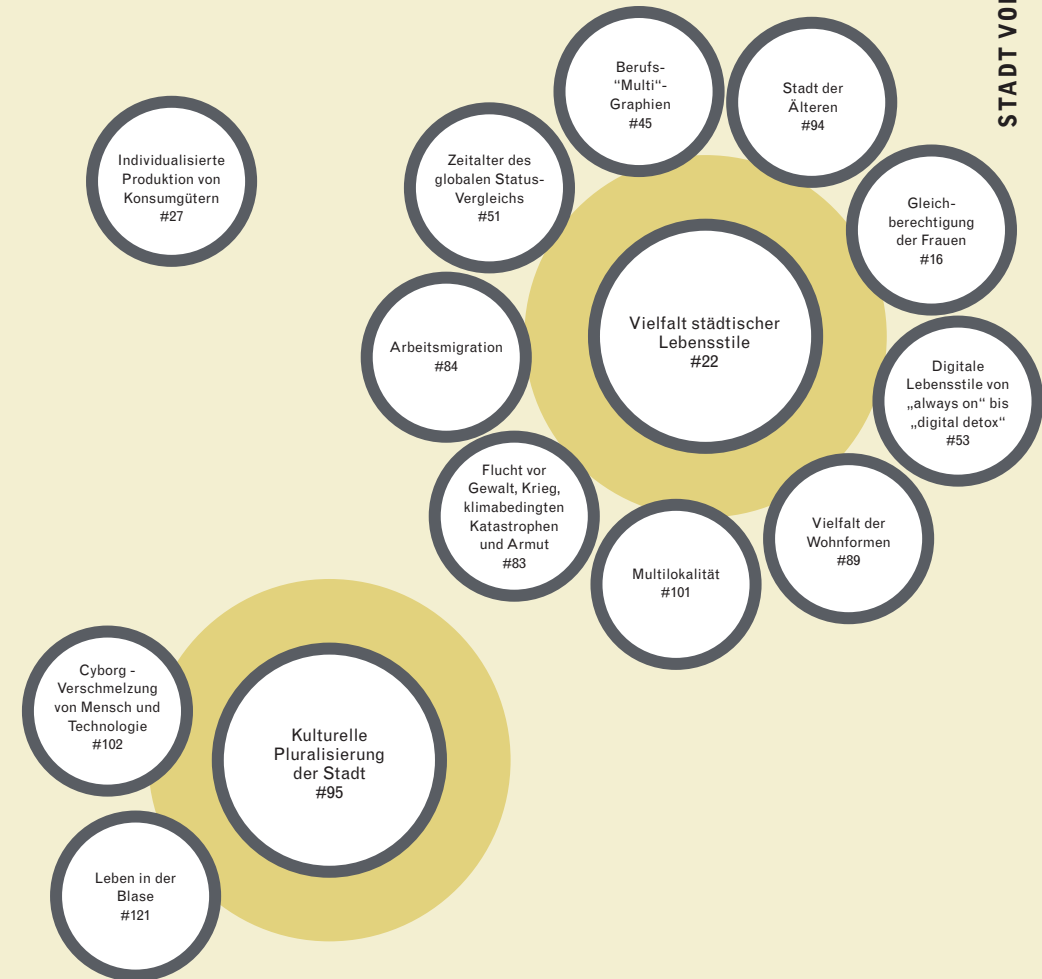 STADT VO
Berufs-
“Multi“-
Graphien
#45
Stadt der
Älteren
#94
Individualisierte
Produktion von
Konsumgütern
#27
Zeitalter des
globalen Status-
Vergleichs
#51
Gleich-
berechtigung
der Frauen
#16
Vielfalt städtischer
Lebensstile
#22
Arbeitsmigration
#84
Digitale
Lebensstile von
„always on“ bis
„digital detox“
#53
Flucht vor
Gewalt, Krieg,
klimabedingten
Katastrophen
und Armut
#83
Vielfalt der
Wohnformen
#89
Multilokalität
#101
Cyborg -
Verschmelzung
von Mensch und
Technologie
#102
Kulturelle
Pluralisierung
der Stadt
#95
Leben in der
Blase
#121